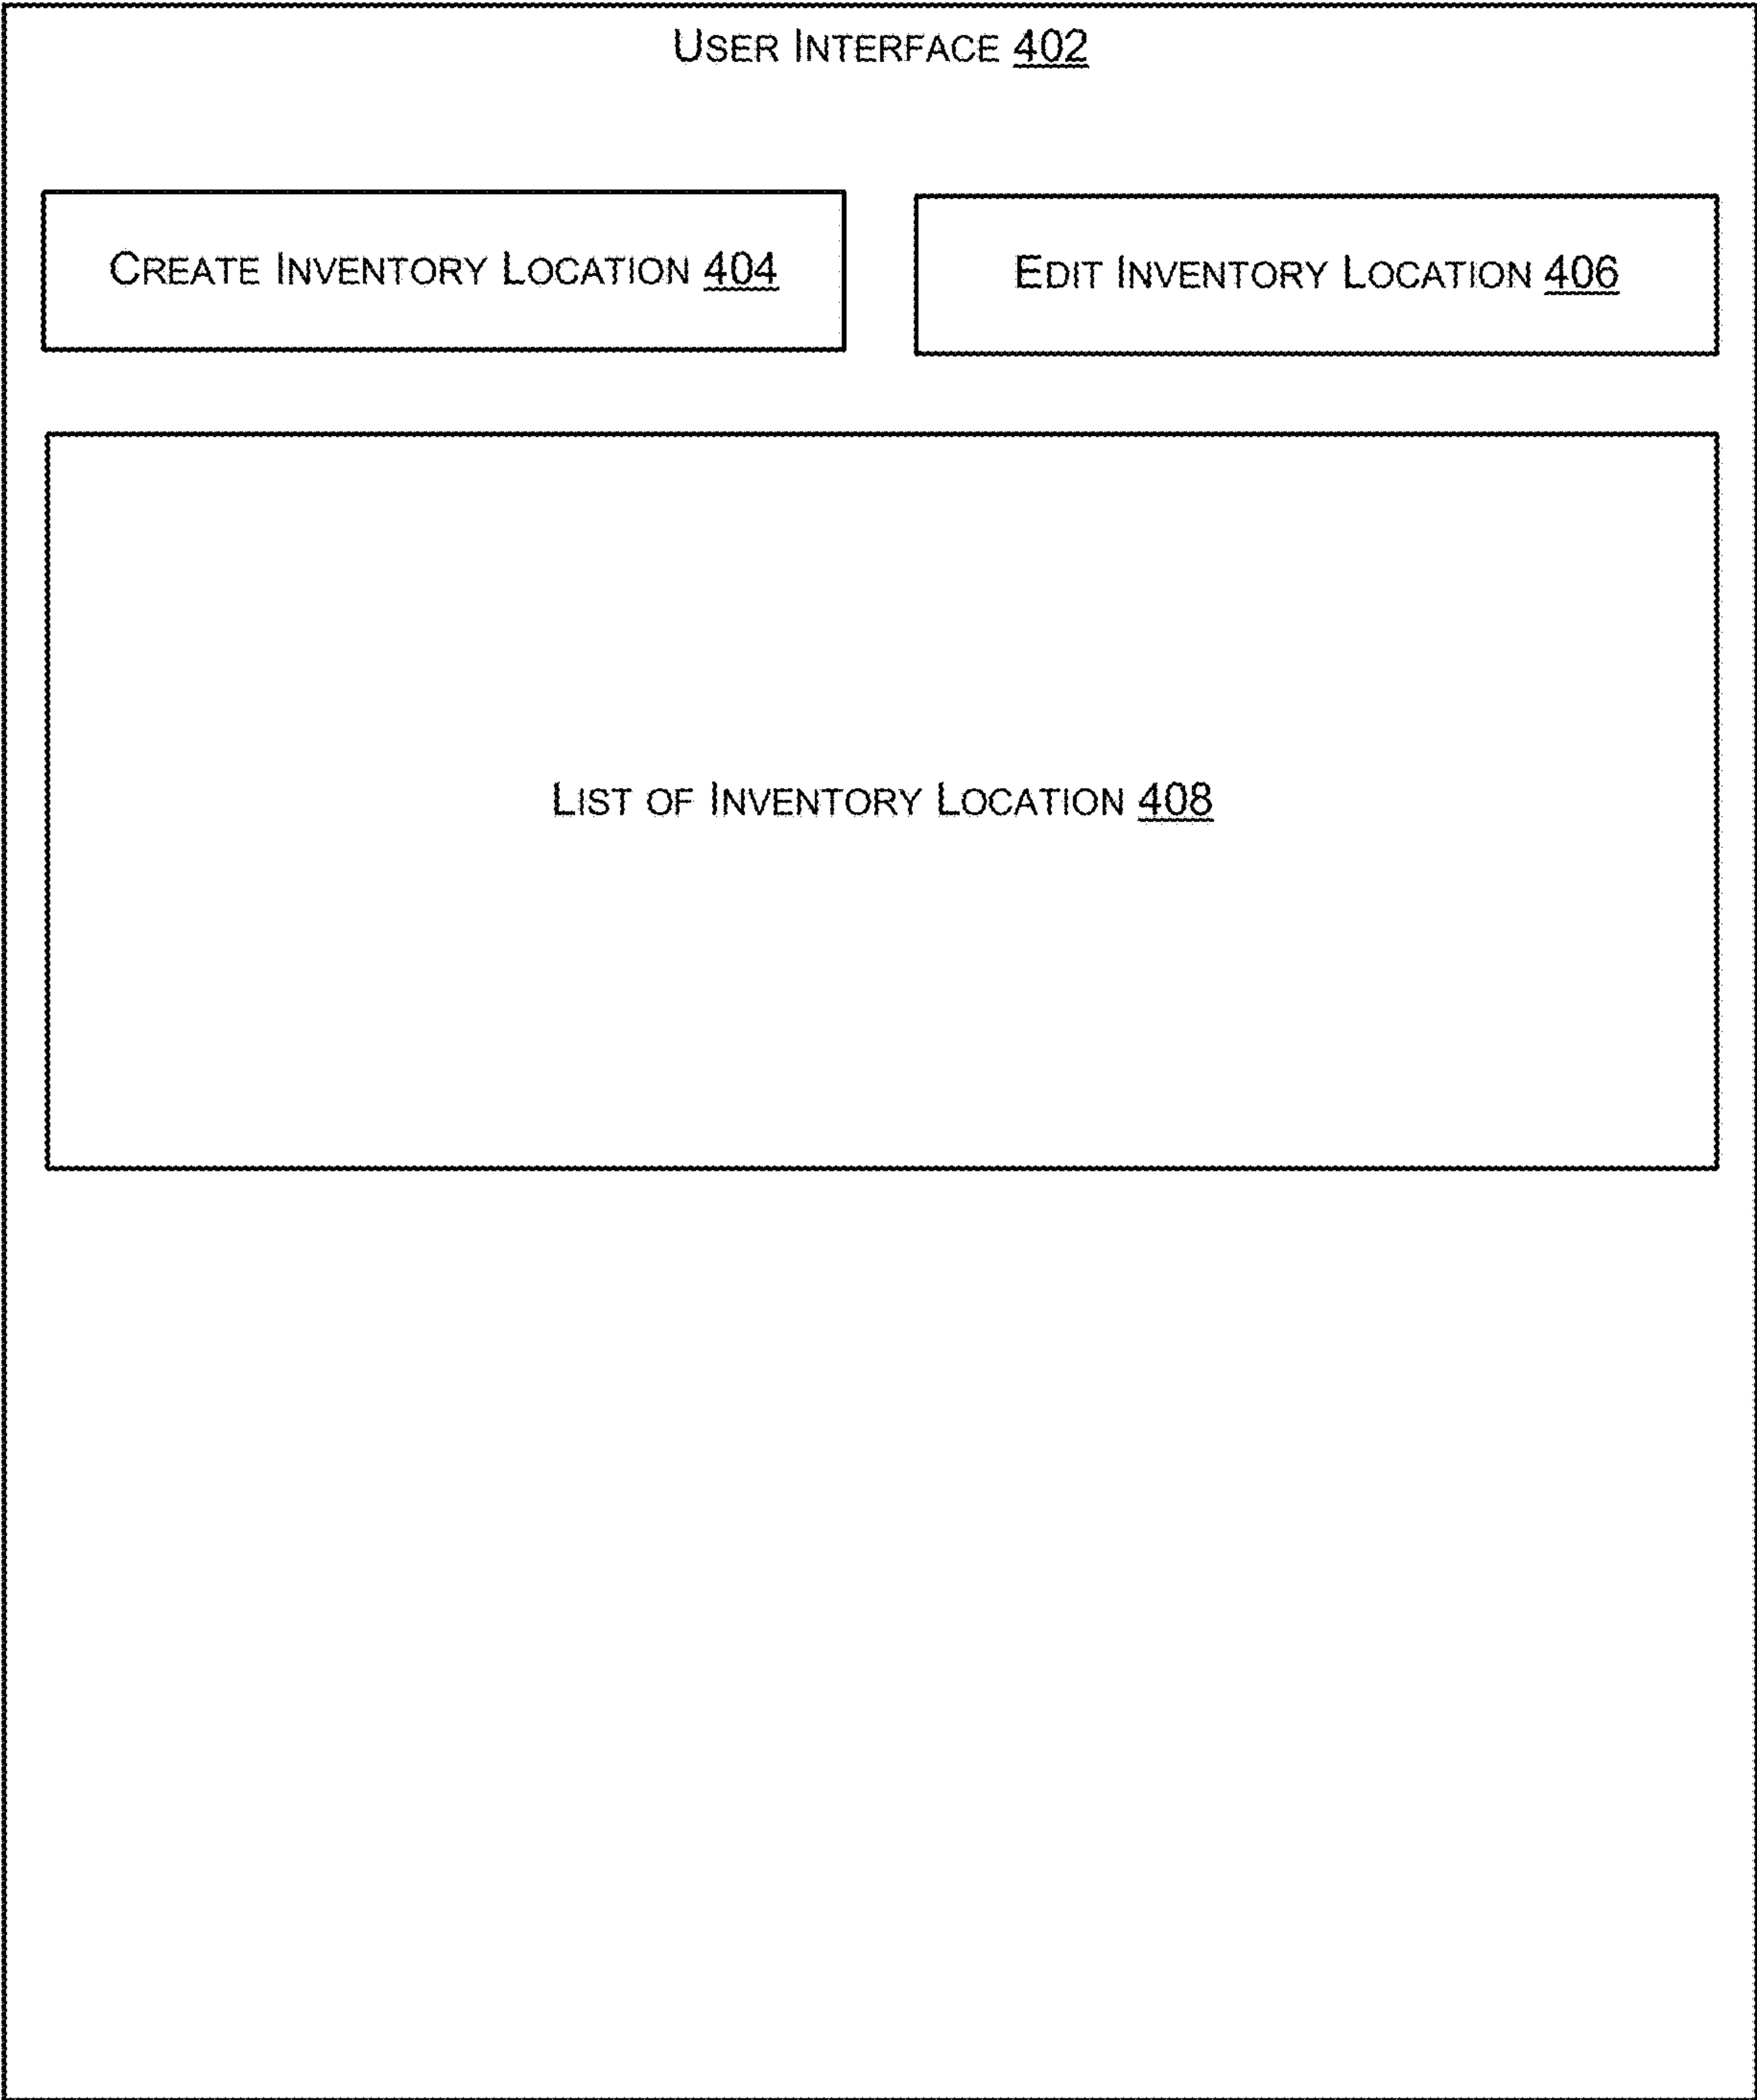 USER INTERFACE 402
CREATE INVENTORY LOCATION 404
EDIT INVENTORY LOCATION 406
LIST OF INVENTORY LOCATION 408